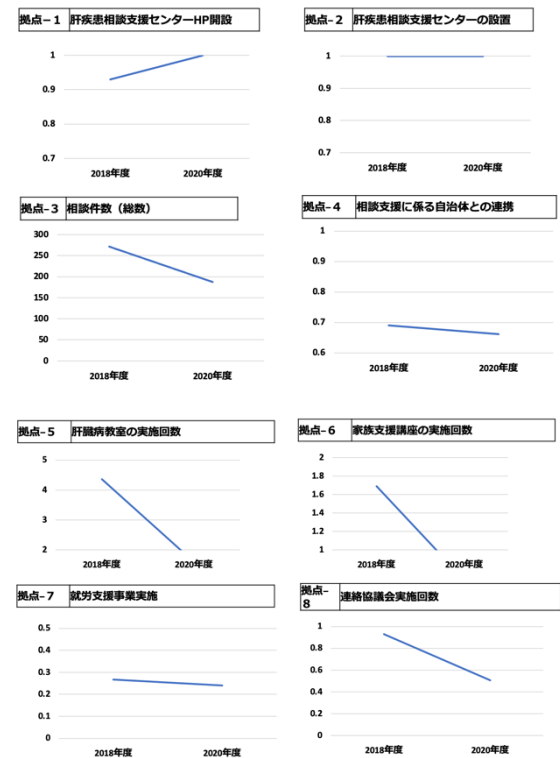 拠点－1 肝疾患相談支援センターHP開設
1
0.9
0.8
0.7
2018年度 2020年度
拠点－2 肝疾患相談支援センターの設置
1
0.9
0.8
0.7
2018年度 2020年度
拠点－3 相談件数（総数）
300
250
200
150
100
50
0
2018年度 2020年度
拠点－4 相談支援に係る自治体との連携
1
0.9
0.8
0.7
0.6
2018年度 2020年度
拠点－5 肝臓病教室の実施回数
5
4
3
2
2018年度 2020年度
拠点－6 家族支援講座の実施回数
2
1.8
1.6
1.4
1.2
1
2018年度 2020年度
拠点－7 就労支援事業実施
0.5
0.4
0.3
0.2
0.1
0
2018年度 2020年度
拠点－
8 連絡協議会実施回数
1
0.8
0.6
0.4
0.2
0
2018年度 2020年度